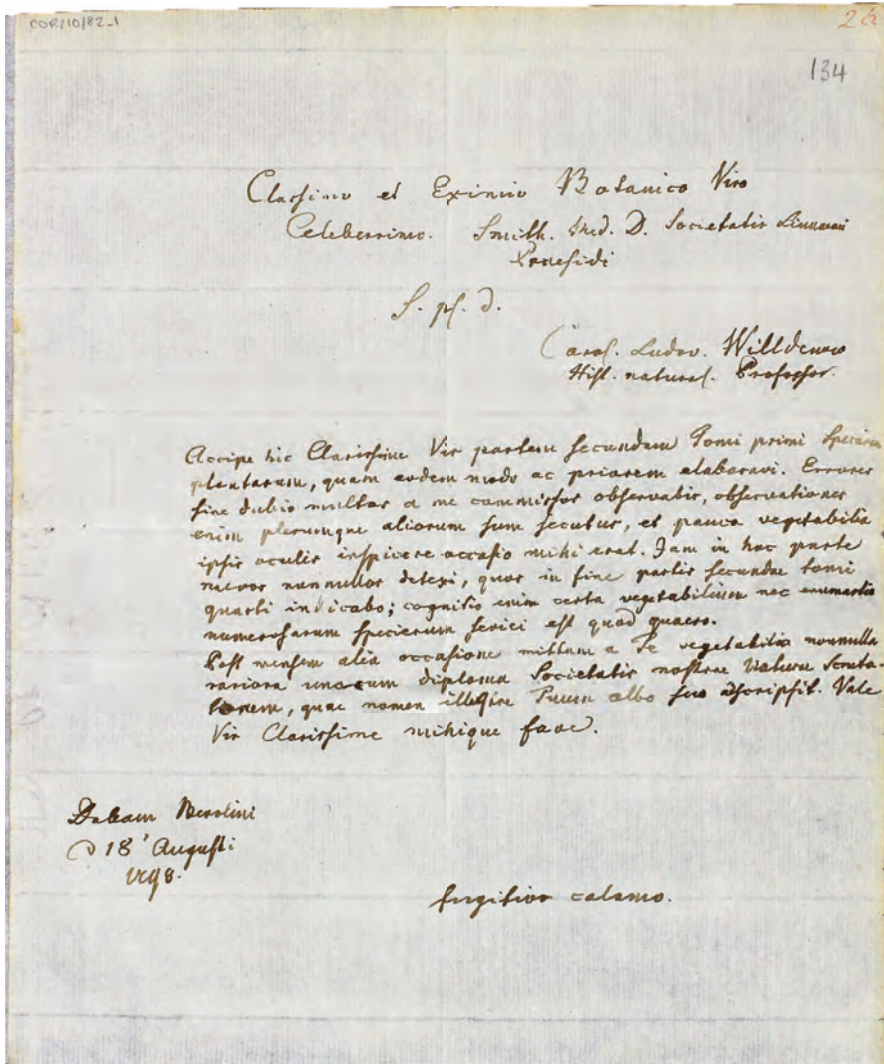 COR/10/82_1
134
Clarissimo et Eximio Botanico Viro
Celeberrimo. Smith. Med. D. Societatis Linnaeani
Praesidi
S. pl. d.
Carol. Ludov. Willdenow
Hist. natural. Professor.
Accipe hic Clarissime Vir partem secundam Tomi primi Specierum
plantarum, quam eodem modo ac priorem elaboravi. Errores
sine dubio multos a me commissos observabis, observationes
enim plerumque aliorum sum secutus, et pauca vegetabilia
ipsis oculis inspicere occasio mihi erat. Jam in hac parte
naevos nonnullos detexi, quos in fine partis secundae tomi
quarti indicabo; cognitio enim certa vegetabilium nec enumeratio
numerosarum specierum serici est quod quaero.
Post mensem alia occasione mittam a Te vegetabilia nonnulla
rariora unacum diploma Societatis nostrae Naturae Scruta-
torum, quae nomen illustre Tuum albo suo adscripsit. Vale
Vir Clarissime mihique fave.
Dabam Berolini
d 18' Augusti
1798.
fugitivo calamo.